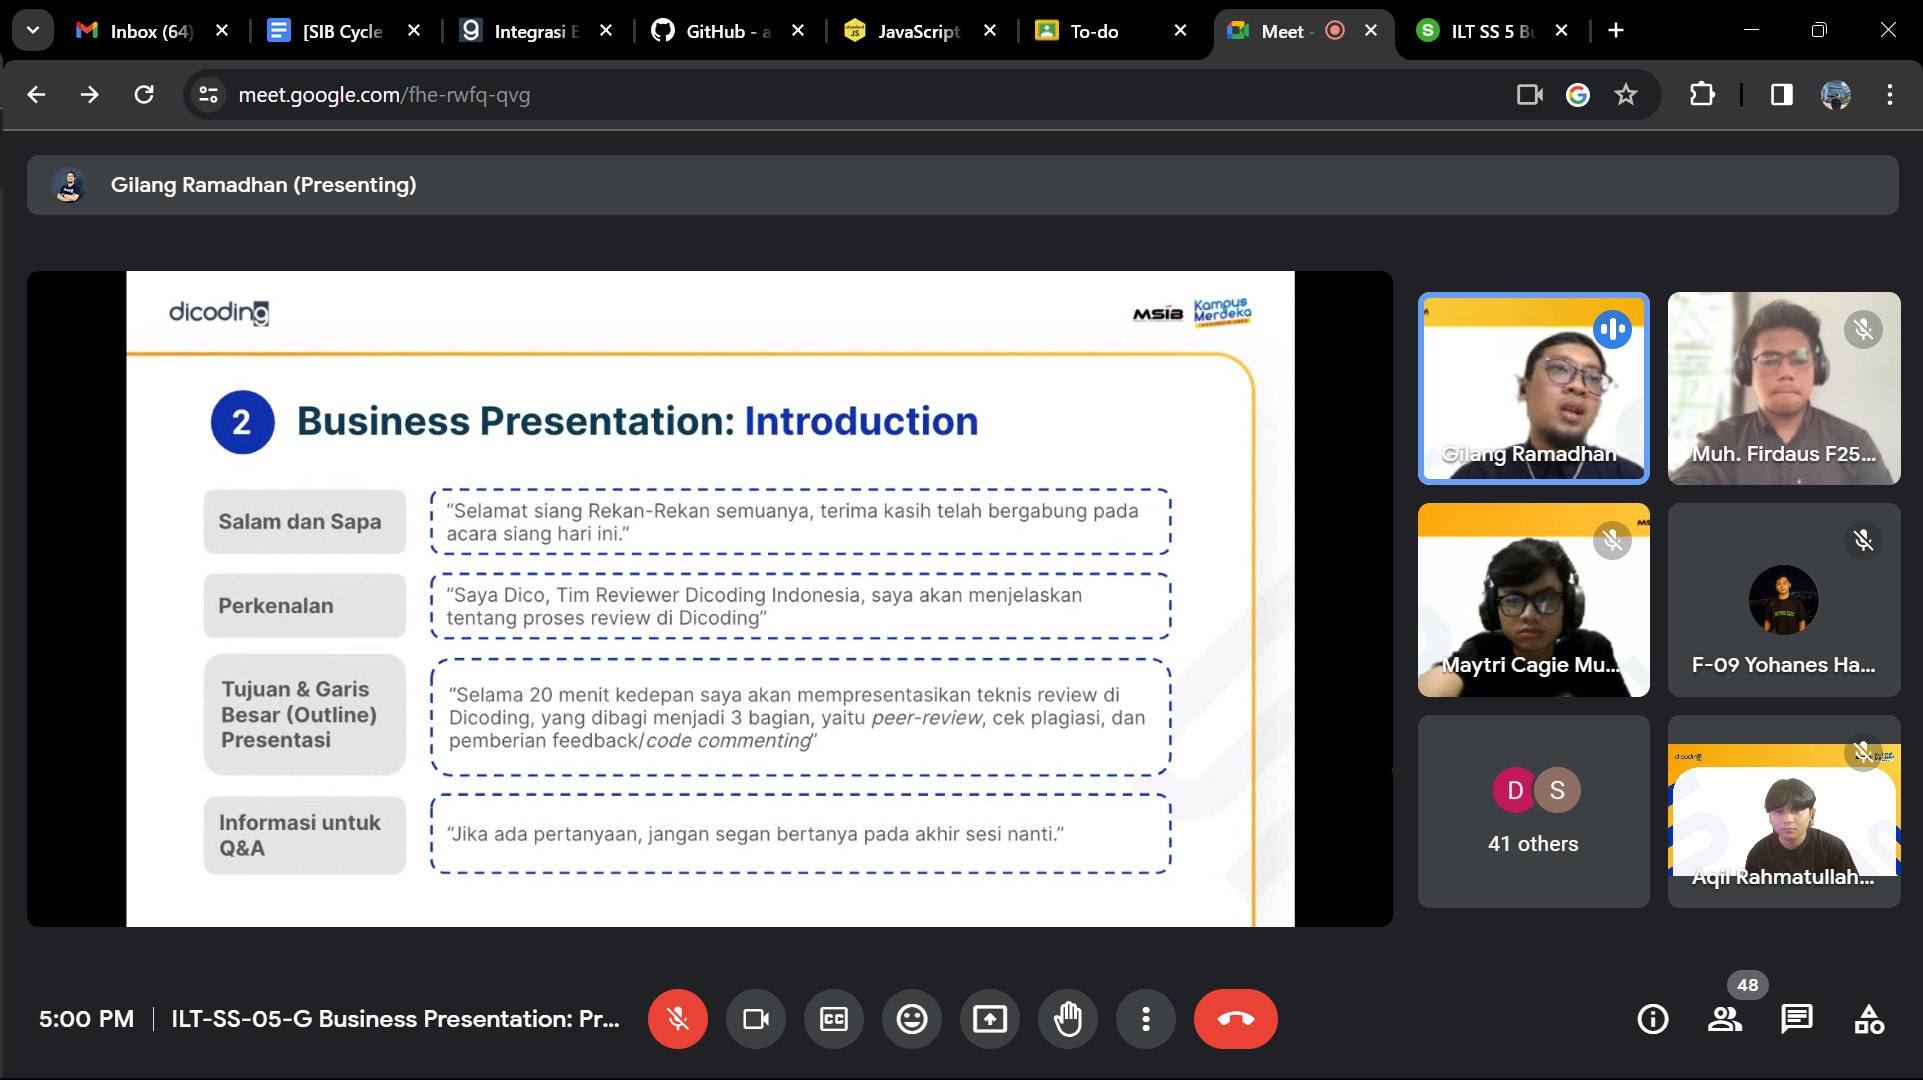 Inbox (64)
[SIB Cycle
Integrasi E
GitHub - a
JavaScript
To-do
Meet -
ILT SS 5 Bu
meet.google.com/fhe-rwfq-qvg
Gilang Ramadhan (Presenting)
dicoding
MSIB
Kampus
Merdeka
2
Business Presentation: Introduction
Salam dan Sapa
“Selamat siang Rekan-Rekan semuanya, terima kasih telah bergabung pada
acara siang hari ini.”
Perkenalan
“Saya Dico, Tim Reviewer Dicoding Indonesia, saya akan menjelaskan
tentang proses review di Dicoding”
Tujuan & Garis
Besar (Outline)
Presentasi
“Selama 20 menit kedepan saya akan mempresentasikan teknis review di
Dicoding, yang dibagi menjadi 3 bagian, yaitu peer-review, cek plagiasi, dan
pemberian feedback/code commenting”
Informasi untuk
Q&A
“Jika ada pertanyaan, jangan segan bertanya pada akhir sesi nanti.”
Gilang Ramadhan
Muh. Firdaus F25...
Maytri Cagie Mu...
F-09 Yohanes Ha...
D
S
41 others
dicoding
Aqil Rahmatullah...
5:00 PM
ILT-SS-05-G Business Presentation: Pr...
CC
48